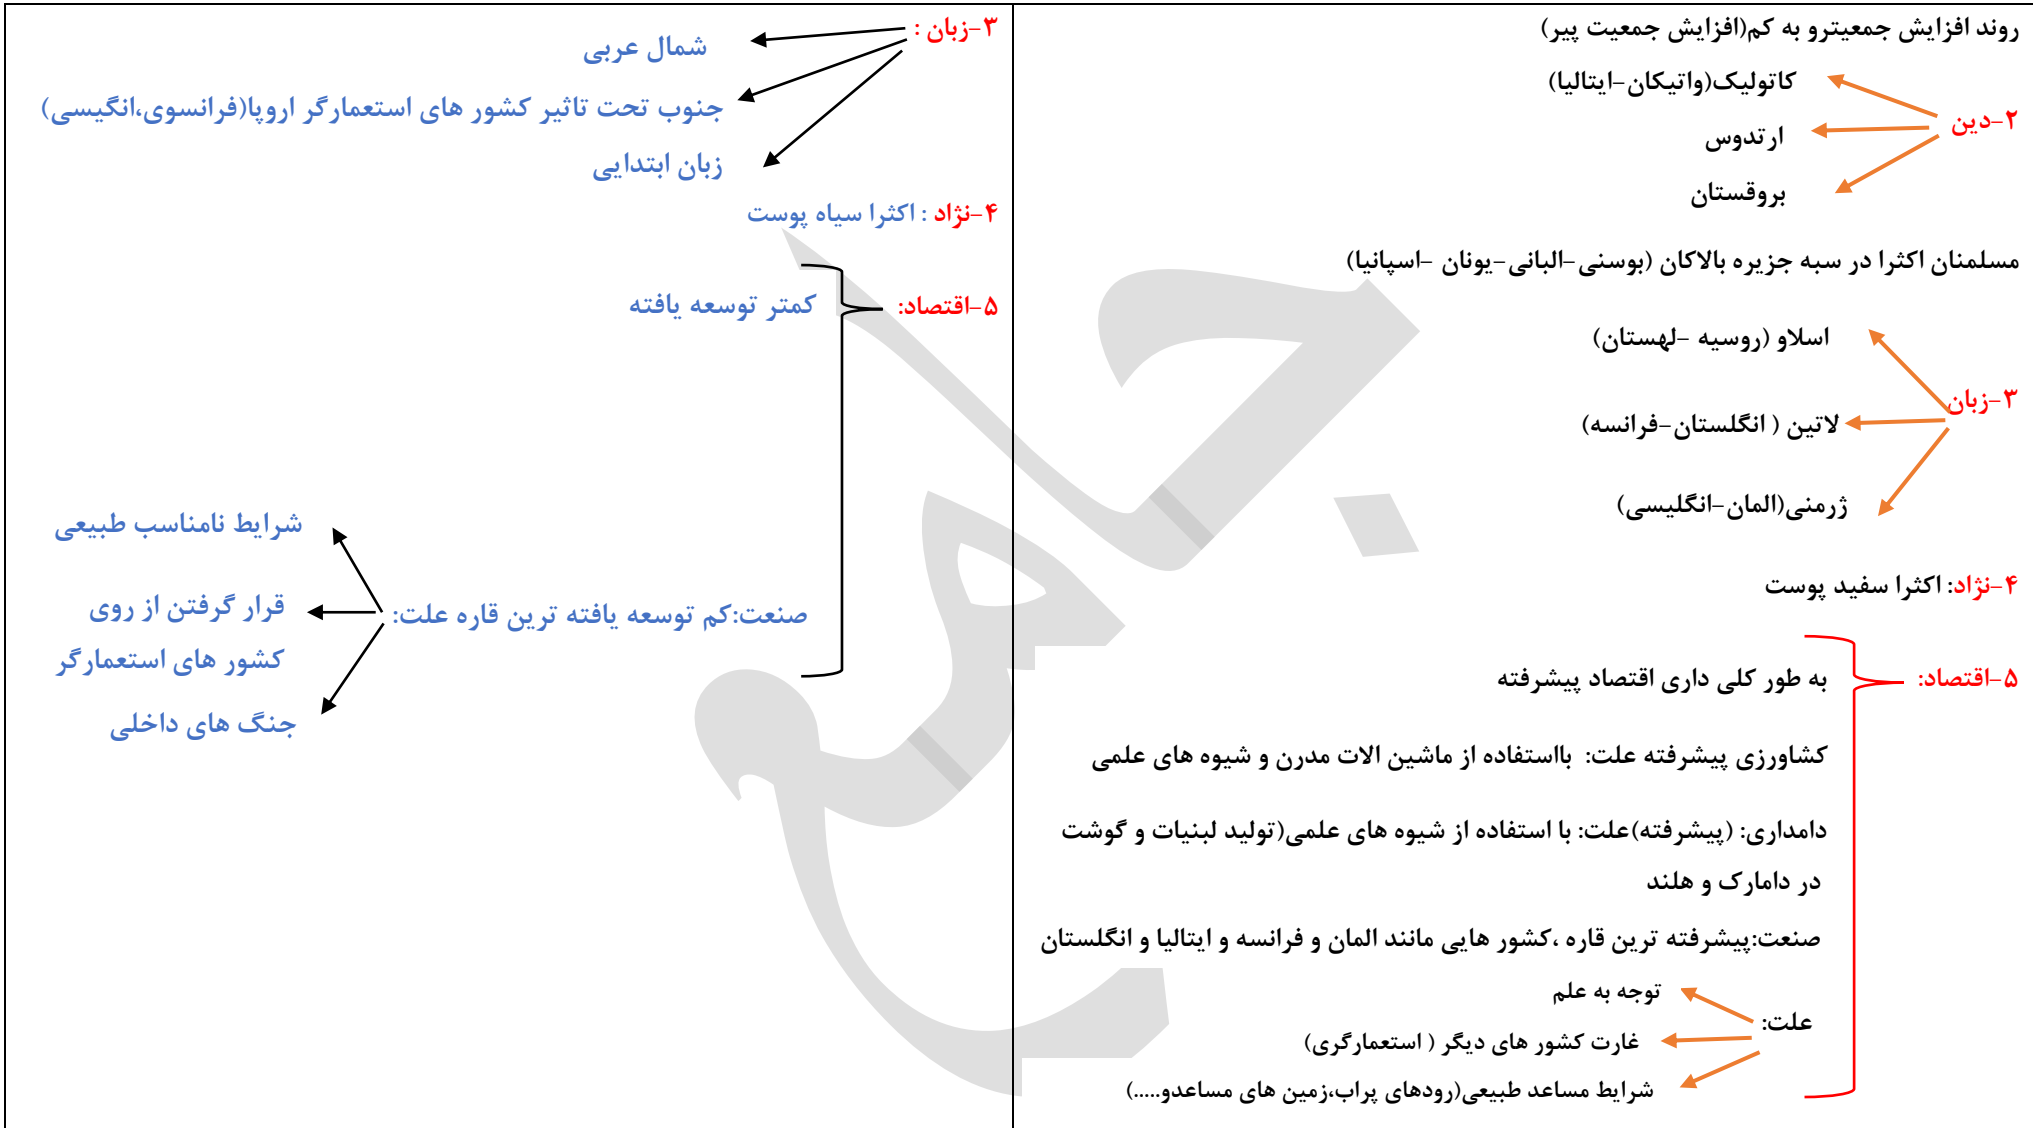 روند افزایش جمعیترو به کم(افزایش جمعیت پیر)
۲-دین
کاتولیک(واتیکان-ایتالیا)
ارتدوس
بروقستان
مسلمنان اکثرا در سبه جزیره بالاکان (بوسنی-البانی-یونان -اسپانیا)
۳-زبان
اسلاو (روسیه -لهستان)
لاتین ( انگلستان-فرانسه)
ژرمنی(المان-انگلیسی)
۴-نژاد: اکثرا سفید پوست
۵-اقتصاد:
به طور کلی داری اقتصاد پیشرفته
کشاورزی پیشرفته علت: بااستفاده از ماشین الات مدرن و شیوه های علمی
دامداری: (پیشرفته)علت: با استفاده از شیوه های علمی(تولید لبنیات و گوشت
در دامارک و هلند
صنعت:پیشرفته ترین قاره ،کشور هایی مانند المان و فرانسه و ایتالیا و انگلستان
علت:
توجه به علم
غارت کشور های دیگر ( استعمارگری)
شرایط مساعد طبیعی(رودهای پراب،زمین های مساعدو.....)
۳-زبان :
شمال عربی
جنوب تحت تاثیر کشور های استعمارگر اروپا(فرانسوی،انگیسی)
زبان ابتدایی
۴-نژاد : اکثرا سیاه پوست
۵-اقتصاد:
کمتر توسعه یافته
صنعت:کم توسعه یافته ترین قاره علت:
شرایط نامناسب طبیعی
قرار گرفتن از روی
کشور های استعمارگر
جنگ های داخلی
جامع